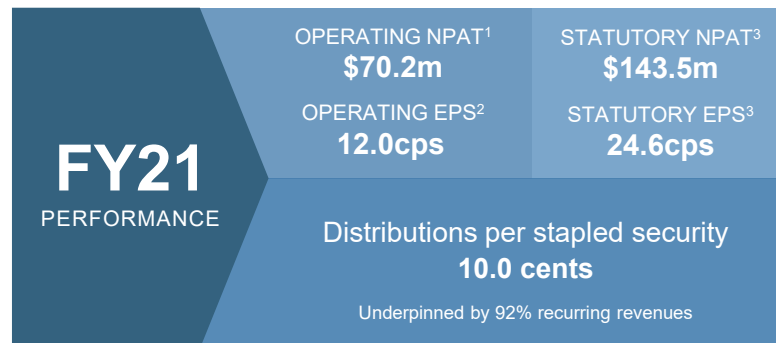 FY21
PERFORMANCE
OPERATING NPAT¹
$70.2m
OPERATING EPS²
12.0cps
STATUTORY NPAT³
$143.5m
STATUTORY EPS³
24.6cps
Distributions per stapled security
10.0 cents
Underpinned by 92% recurring revenues